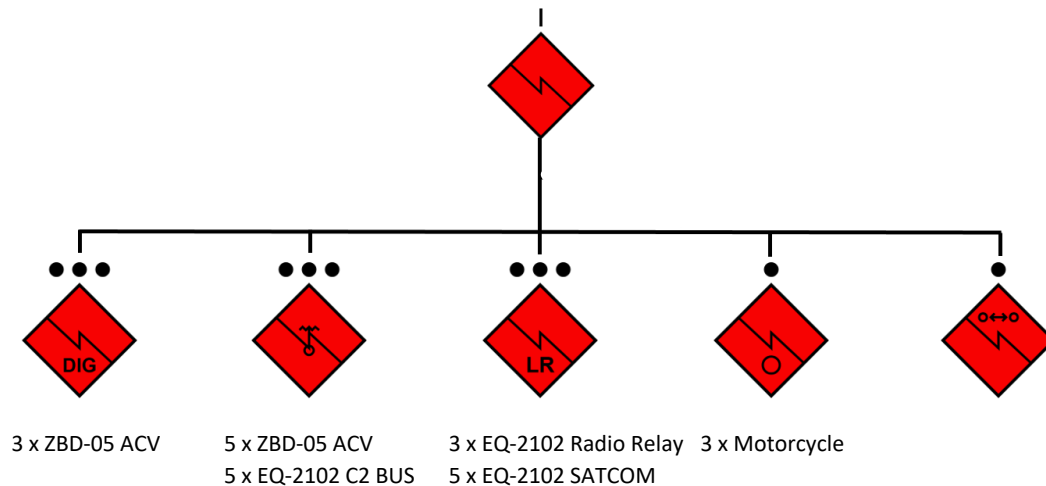 DIG
LR
3 x ZBD-05 ACV
5 x ZBD-05 ACV
5 x EQ-2102 C2 BUS
3 x EQ-2102 Radio Relay
5 x EQ-2102 SATCOM
3 x Motorcycle